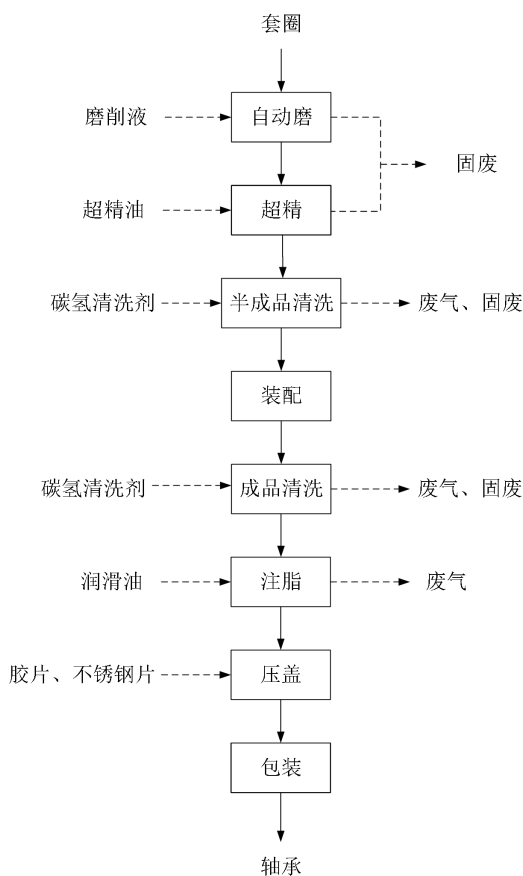 套圈
磨削液
自动磨
固废
超精油
超精
碳氢清洗剂
半成品清洗
废气、固废
装配
碳氢清洗剂
成品清洗
废气、固废
润滑油
注脂
废气
胶片、不锈钢片
压盖
包装
轴承